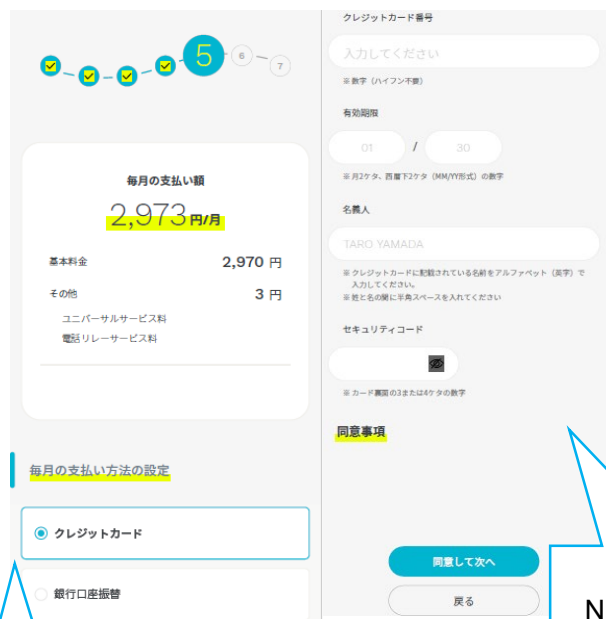 5
6
7
毎月の支払い額
2,973 円/月
基本料金 2,970 円
その他 3 円
ユニバーサルサービス料
電話リレーサービス料
毎月の支払い方法の設定
クレジットカード
銀行口座振替
クレジットカード番号
入力してください
※ 数字（ハイフン不要）
有効期限
01 / 30
※ 月2ケタ、西暦下2ケタ（MM/YY形式）の数字
名義人
TARO YAMADA
※ クレジットカードに記載されている名前をアルファベット（英字）で
入力してください。
※ 姓と名の間に半角スペースを入れてください
セキュリティコード
※ カード裏面の3または4ケタの数字
同意事項
同意して次へ
戻る
N